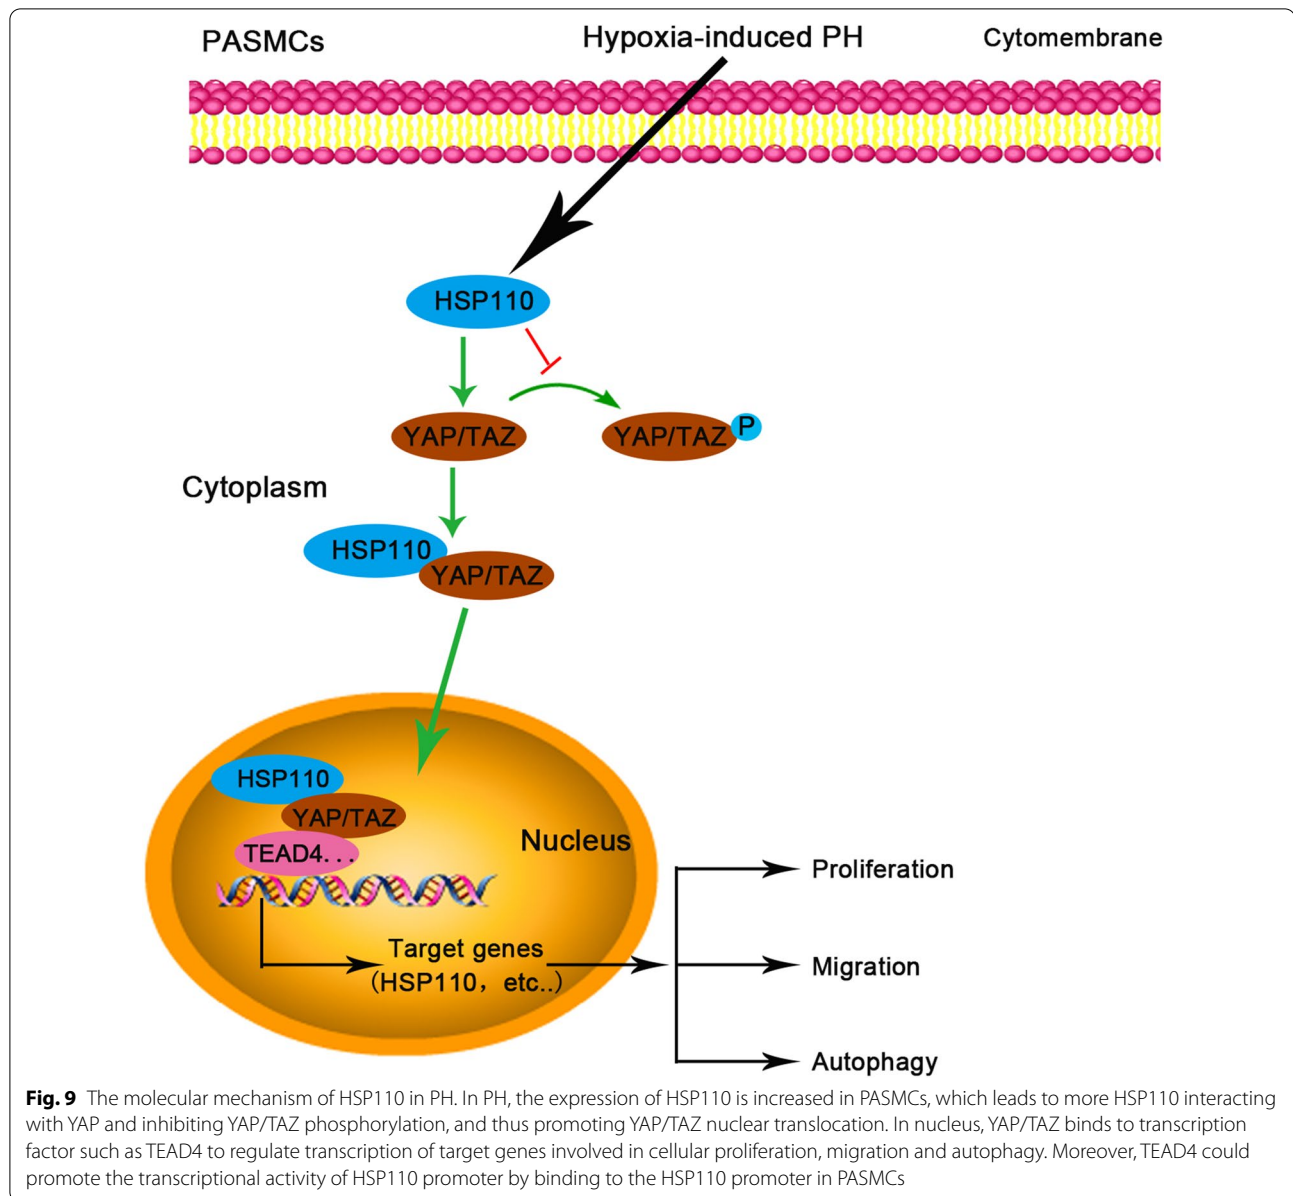 PASMCs
Hypoxia-induced PH
Cytomembrane
HSP110
YAP/TAZ
YAP/TAZ
P
Cytoplasm
HSP110
YAP/TAZ
HSP110
YAP/TAZ
TEAD4...
Nucleus
Target genes
(HSP110, etc..)
Proliferation
Migration
Autophagy
Fig. 9 The molecular mechanism of HSP110 in PH. In PH, the expression of HSP110 is increased in PASMCs, which leads to more HSP110 interacting
with YAP and inhibiting YAP/TAZ phosphorylation, and thus promoting YAP/TAZ nuclear translocation. In nucleus, YAP/TAZ binds to transcription
factor such as TEAD4 to regulate transcription of target genes involved in cellular proliferation, migration and autophagy. Moreover, TEAD4 could
promote the transcriptional activity of HSP110 promoter by binding to the HSP110 promoter in PASMCs